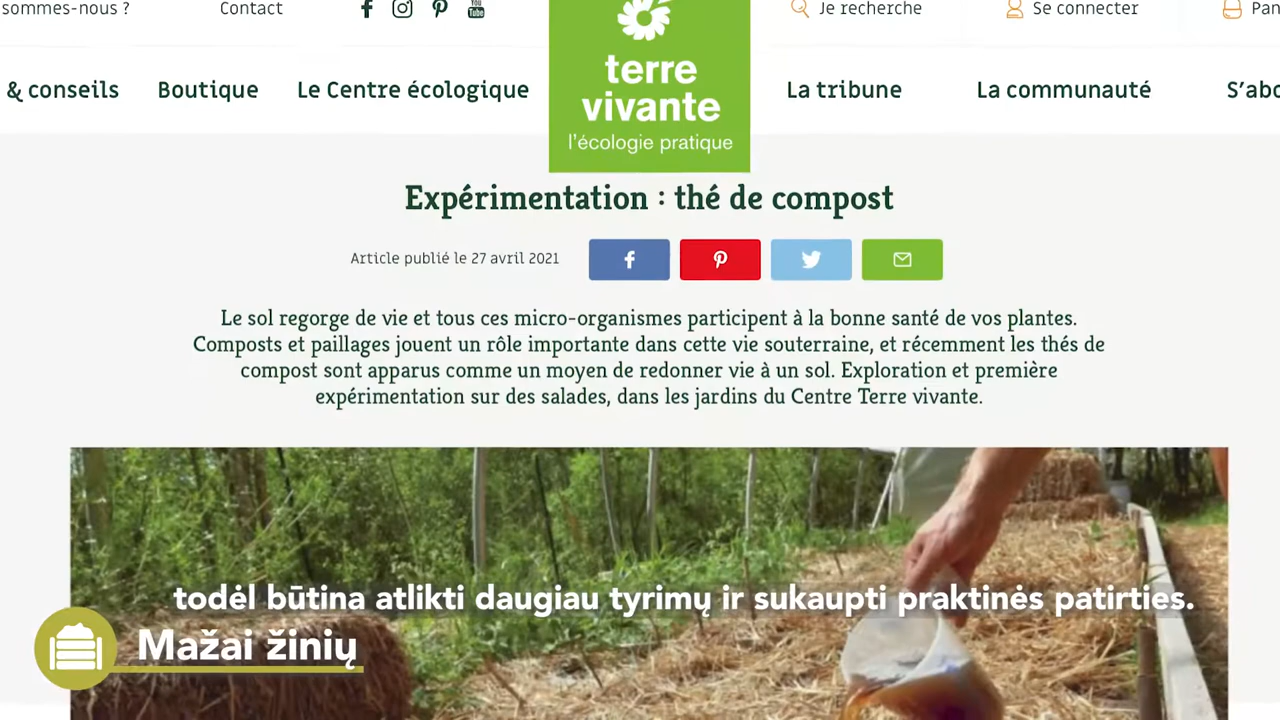 sommes-nous ?
Contact
You
Tube
Je recherche
Se connecter
Pan
& conseils
Boutique
Le Centre écologique
terre
vivante
l'écologie pratique
La tribune
La communauté
S'abo
Expérimentation : thé de compost
Article publié le 27 avril 2021
Le sol regorge de vie et tous ces micro-organismes participent à la bonne santé de vos plantes.
Composts et paillages jouent un rôle importante dans cette vie souterraine, et récemment les thés de
compost sont apparus comme un moyen de redonner vie à un sol. Exploration et première
expérimentation sur des salades, dans les jardins du Centre Terre vivante.
todėl būtina atlikti daugiau tyrimų ir sukaupti praktinės patirties.
Mažai žinių